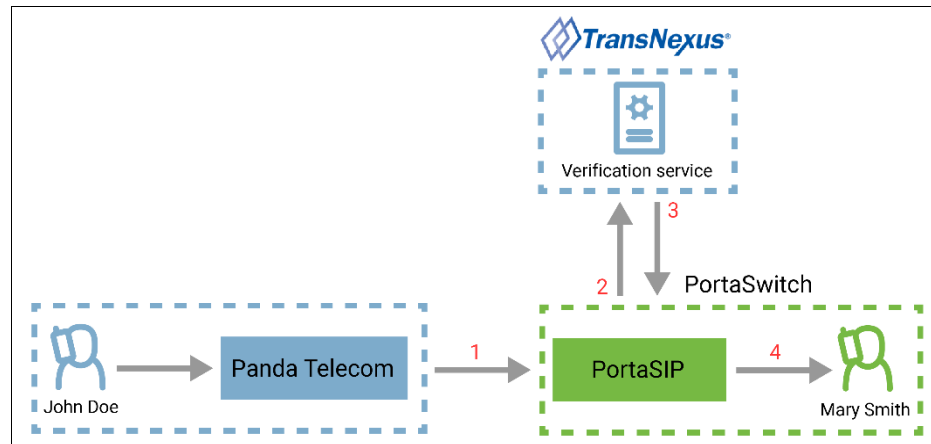 TransNexus®
Verification service
3
2
PortaSwitch
1
4
Panda Telecom
PortaSIP
John Doe
Mary Smith